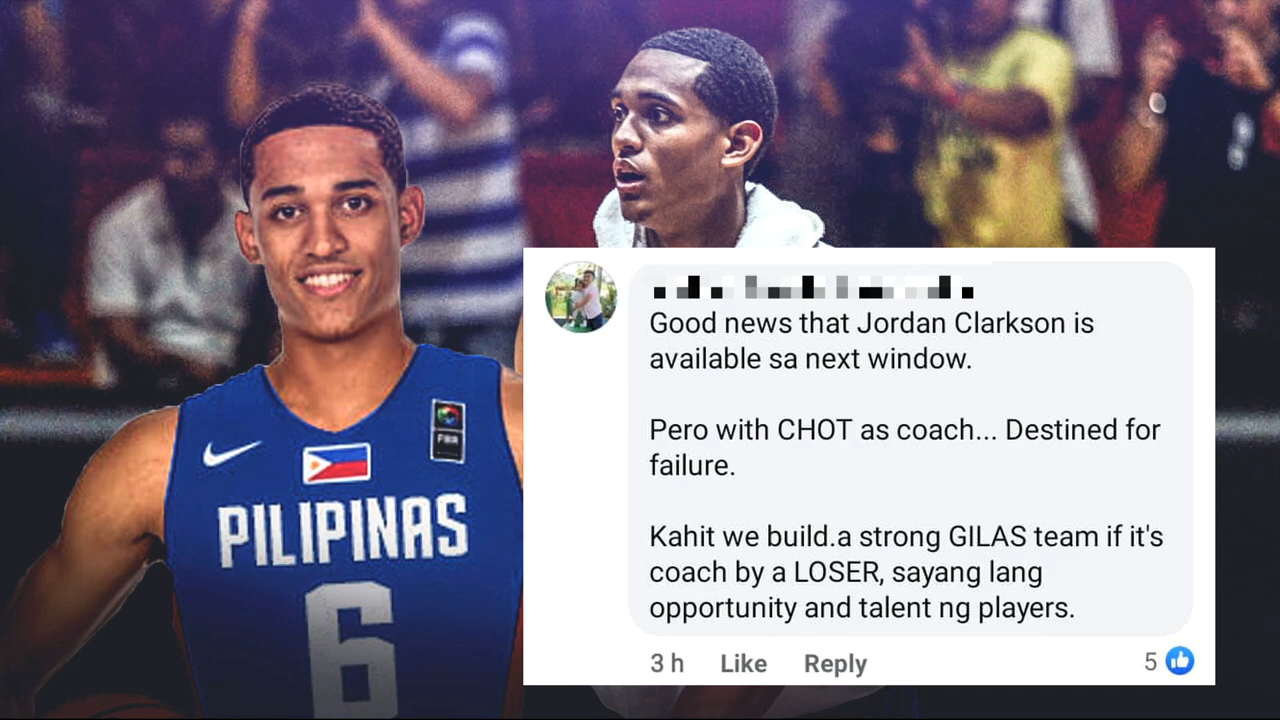 PILIPINAS
6
FIBA
Good news that Jordan Clarkson is
available sa next window.
Pero with CHOT as coach... Destined for
failure.
Kahit we build.a strong GILAS team if it's
coach by a LOSER, sayang lang
opportunity and talent ng players.
3 h Like Reply 5